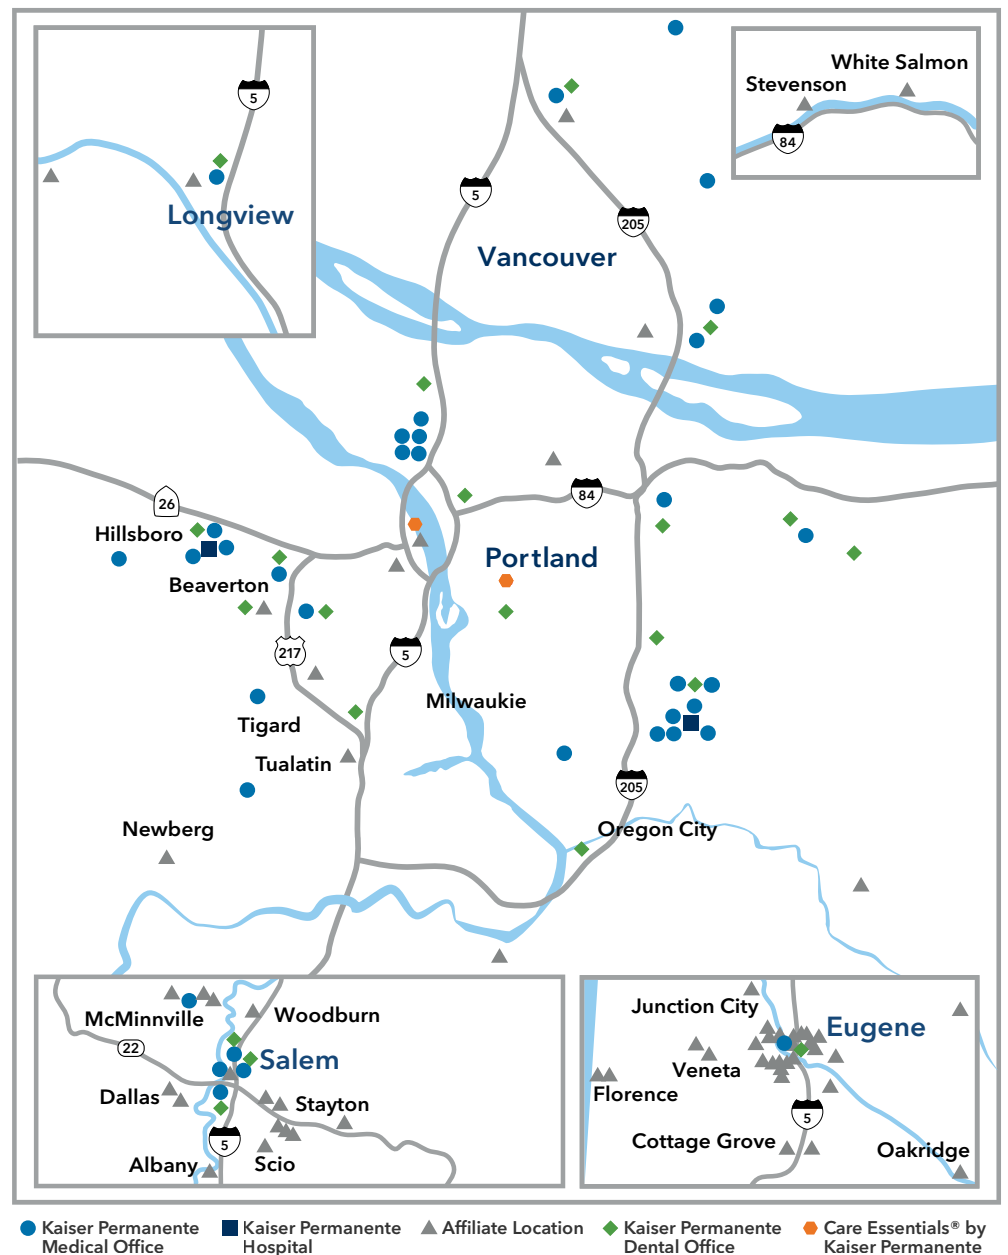 5
Longview
White Salmon
Stevenson
84
5
205
Vancouver
26
84
Hillsboro
Portland
Beaverton
217
5
Milwaukie
Tigard
Tualatin
205
Newberg
Oregon City
McMinnville
Woodburn
22
Salem
Dallas
Stayton
5
Albany
Scio
Junction City
Eugene
Veneta
Florence
5
Cottage Grove
Oakridge
Kaiser Permanente
Medical Office
Kaiser Permanente
Hospital
Affiliate Location
Kaiser Permanente
Dental Office
Care Essentials® by
Kaiser Permanente